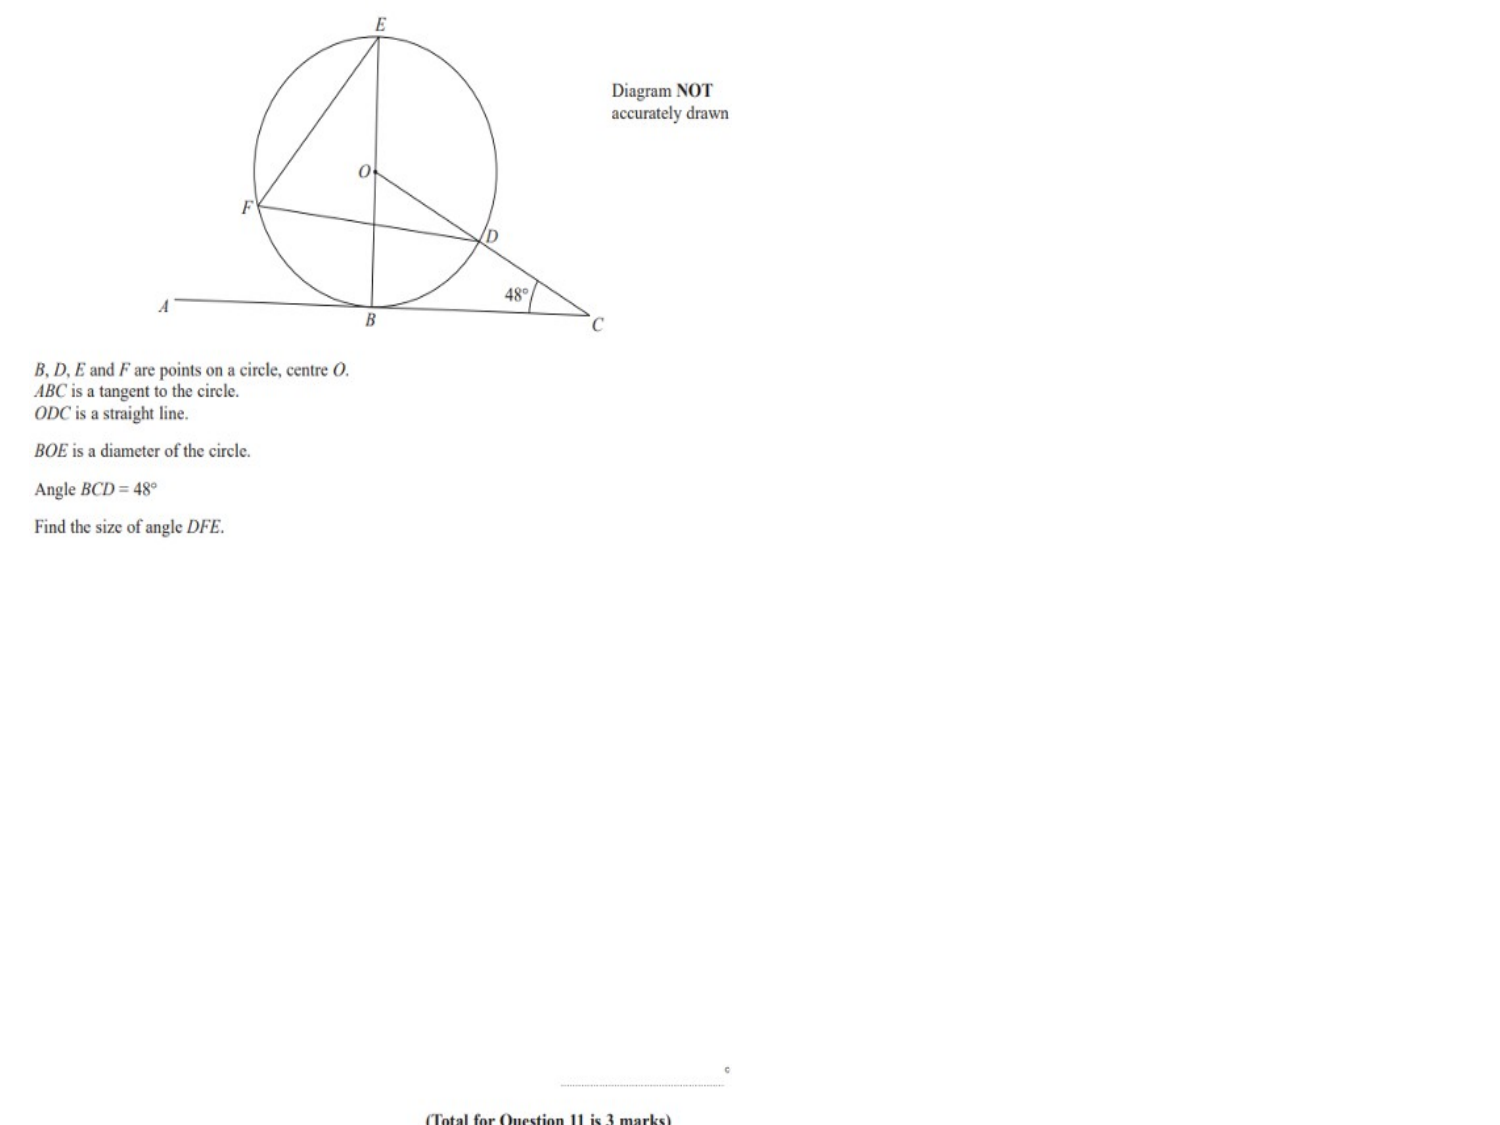 E
Diagram NOT
accurately drawn
O
F
D
48°
A
B
C
B, D, E and F are points on a circle, centre O.
ABC is a tangent to the circle.
ODC is a straight line.
BOE is a diameter of the circle.
Angle BCD = 48°
Find the size of angle DFE.
°
(Total for Question 11 is 3 marks)